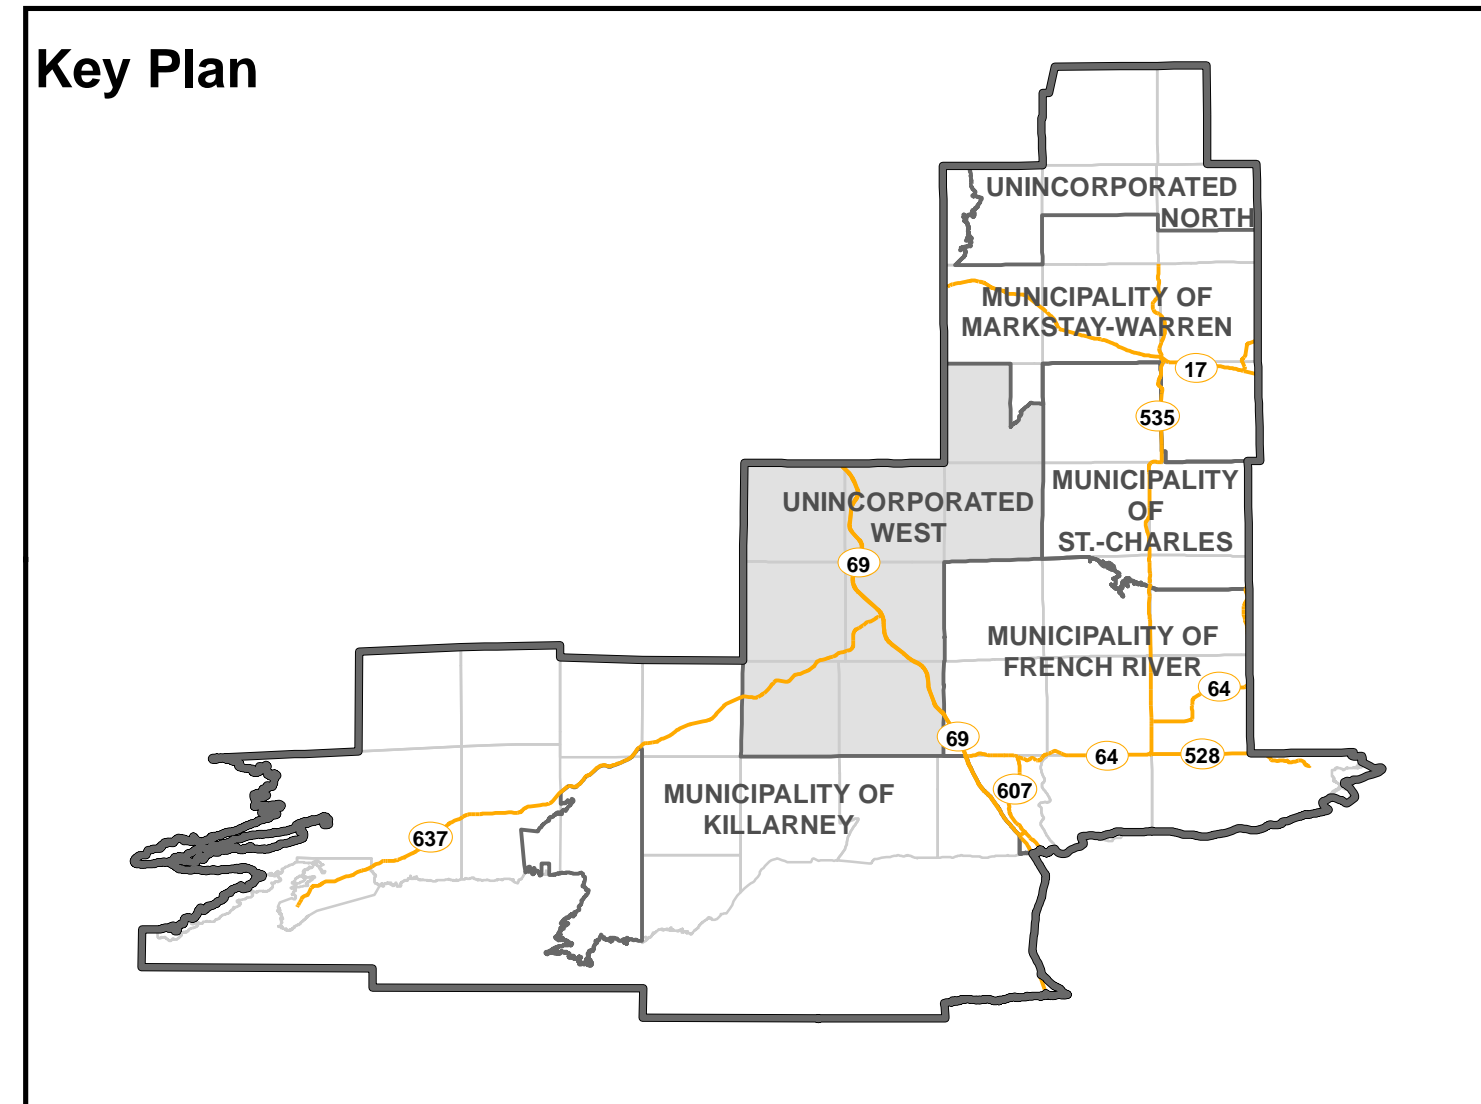 Key Plan
UNINCORPORATED
NORTH
MUNICIPALITY OF
MARKSTAY-WARREN
17
535
MUNICIPALITY
OF
ST.-CHARLES
UNINCORPORATED
WEST
69
MUNICIPALITY OF
FRENCH RIVER
64
69
64
528
607
MUNICIPALITY OF
KILLARNEY
637